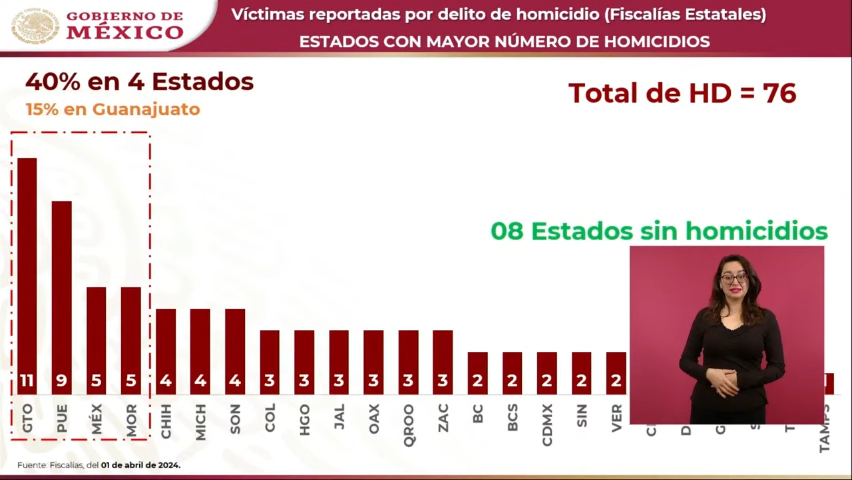 GOBIERNO DE
MÉXICO
Víctimas reportadas por delito de homicidio (Fiscalías Estatales)
ESTADOS CON MAYOR NÚMERO DE HOMICIDIOS
40% en 4 Estados
15% en Guanajuato
Total de HD = 76
08 Estados sin homicidios
11 9 5 5 4 4 4 3 3 3 3 3 3 2 2 2 2 2
GTO PUE MÉX MOR CHIH MICH SON COL HGO JAL OAX QROO ZAC BC BCS CDMX SIN VER TAMPS
Fuente: Fiscalías, del 01 de abril de 2024.